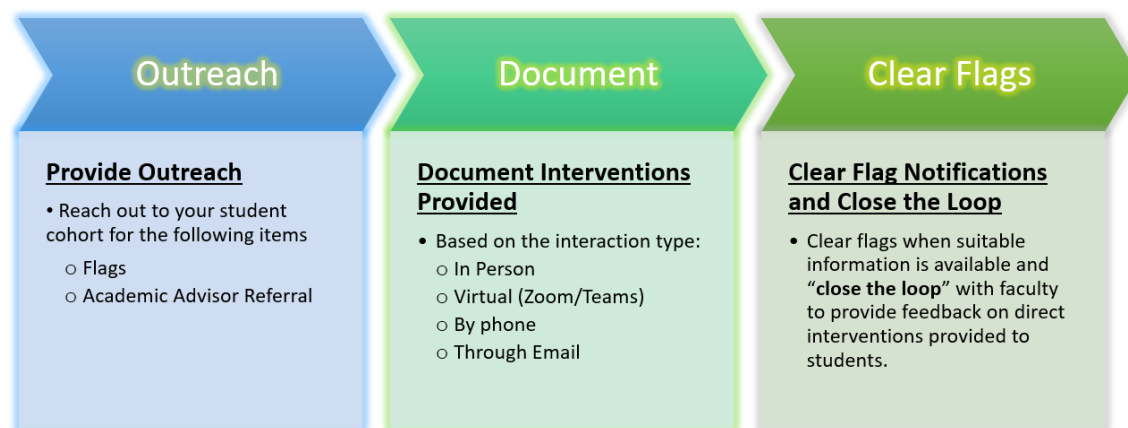 Outreach
Provide Outreach
• Reach out to your student
cohort for the following items
o Flags
o Academic Advisor Referral
Document
Document Interventions
Provided
• Based on the interaction type:
o In Person
o Virtual (Zoom/Teams)
o By phone
o Through Email
Clear Flags
Clear Flag Notifications
and Close the Loop
• Clear flags when suitable
information is available and
“close the loop” with faculty
to provide feedback on direct
interventions provided to
students.